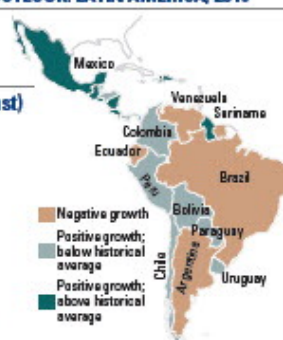 Mexico
Venezuela
Suriname
Colombia
Ecuador
Brazil
Peru
Bolivia
Paraguay
Chile
Argentina
Uruguay
Negative growth
Positive growth;
below historical
average
Positive growth;
above historical
average